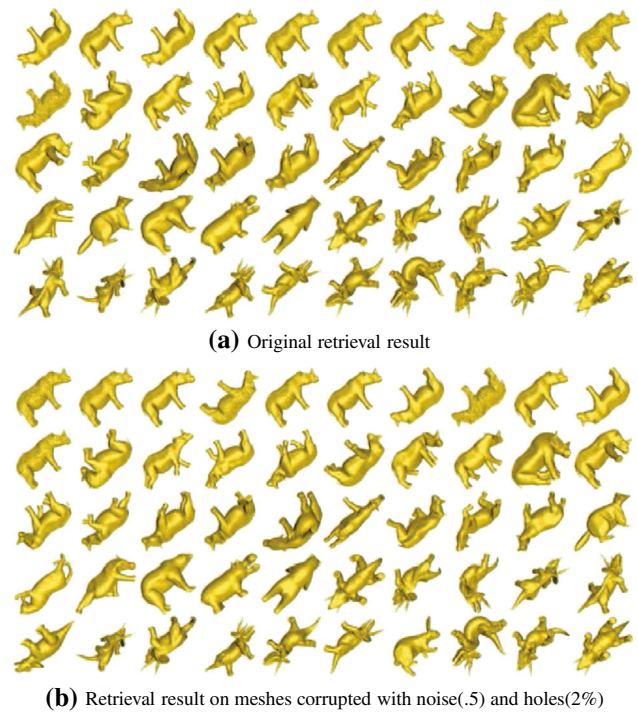 (a) Original retrieval result
(b) Retrieval result on meshes corrupted with noise(.5) and holes(2%)